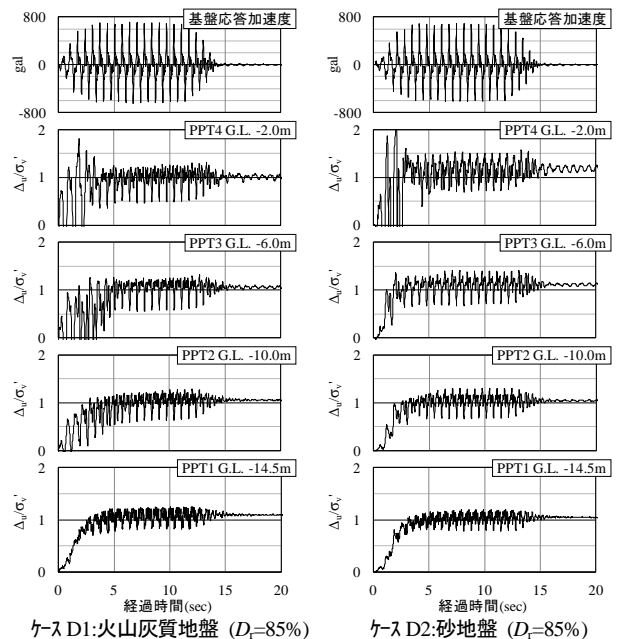 800
0
-800
gal
基盤応答加速度
2
1
0
Δu/σv'
PPT4 G.L. -2.0m
2
1
0
Δu/σv'
PPT3 G.L. -6.0m
2
1
0
Δu/σv'
PPT2 G.L. -10.0m
2
1
0
Δu/σv'
PPT1 G.L. -14.5m
0 5 10 15 20
経過時間(sec)
ケース D1:火山灰質地盤 (Dr=85%)
800
0
-800
gal
基盤応答加速度
2
1
0
Δu/σv'
PPT4 G.L. -2.0m
2
1
0
Δu/σv'
PPT3 G.L. -6.0m
2
1
0
Δu/σv'
PPT2 G.L. -10.0m
2
1
0
Δu/σv'
PPT1 G.L. -14.5m
0 5 10 15 20
経過時間(sec)
ケース D2:砂地盤 (Dr=85%)